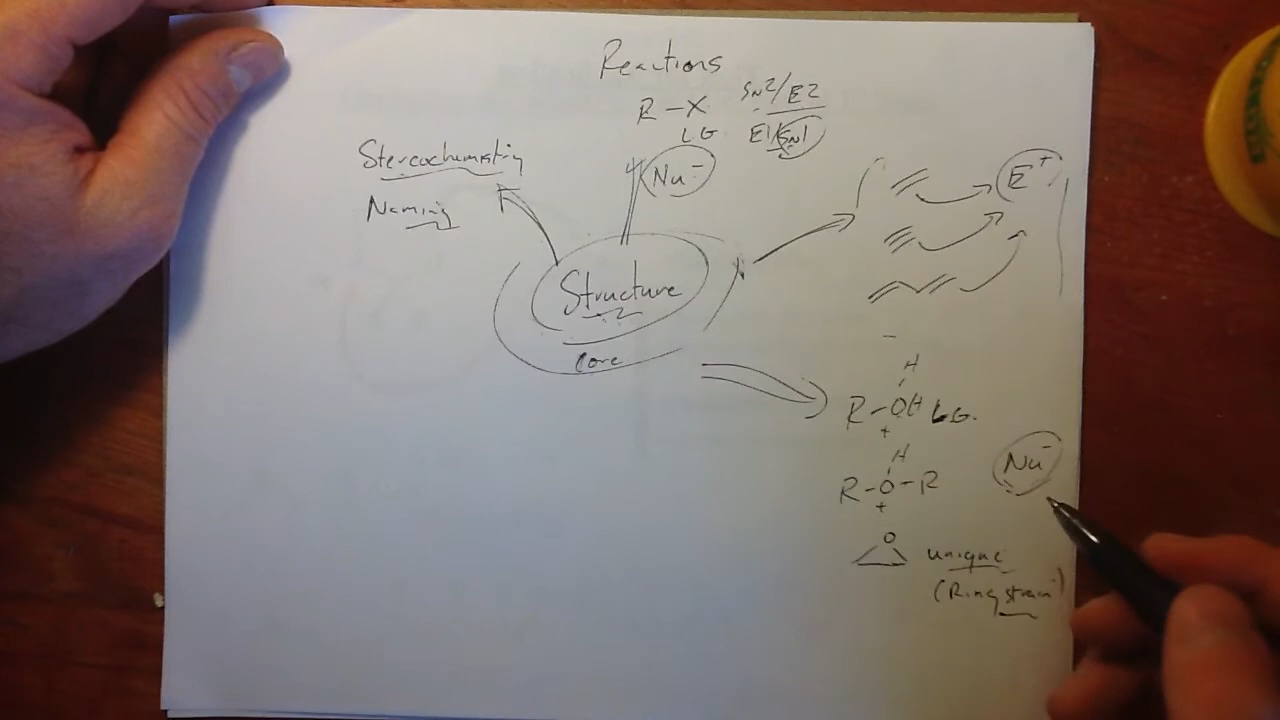 Reactions
R-X SN2/E2
LG E1/SN1
Nu⁻
Stereochemistry
Naming
E⁺
Structure
Core
H
R-OH LG.
+
H
R-O-R
+
Nu⁻
O
unique
(Ring strain)